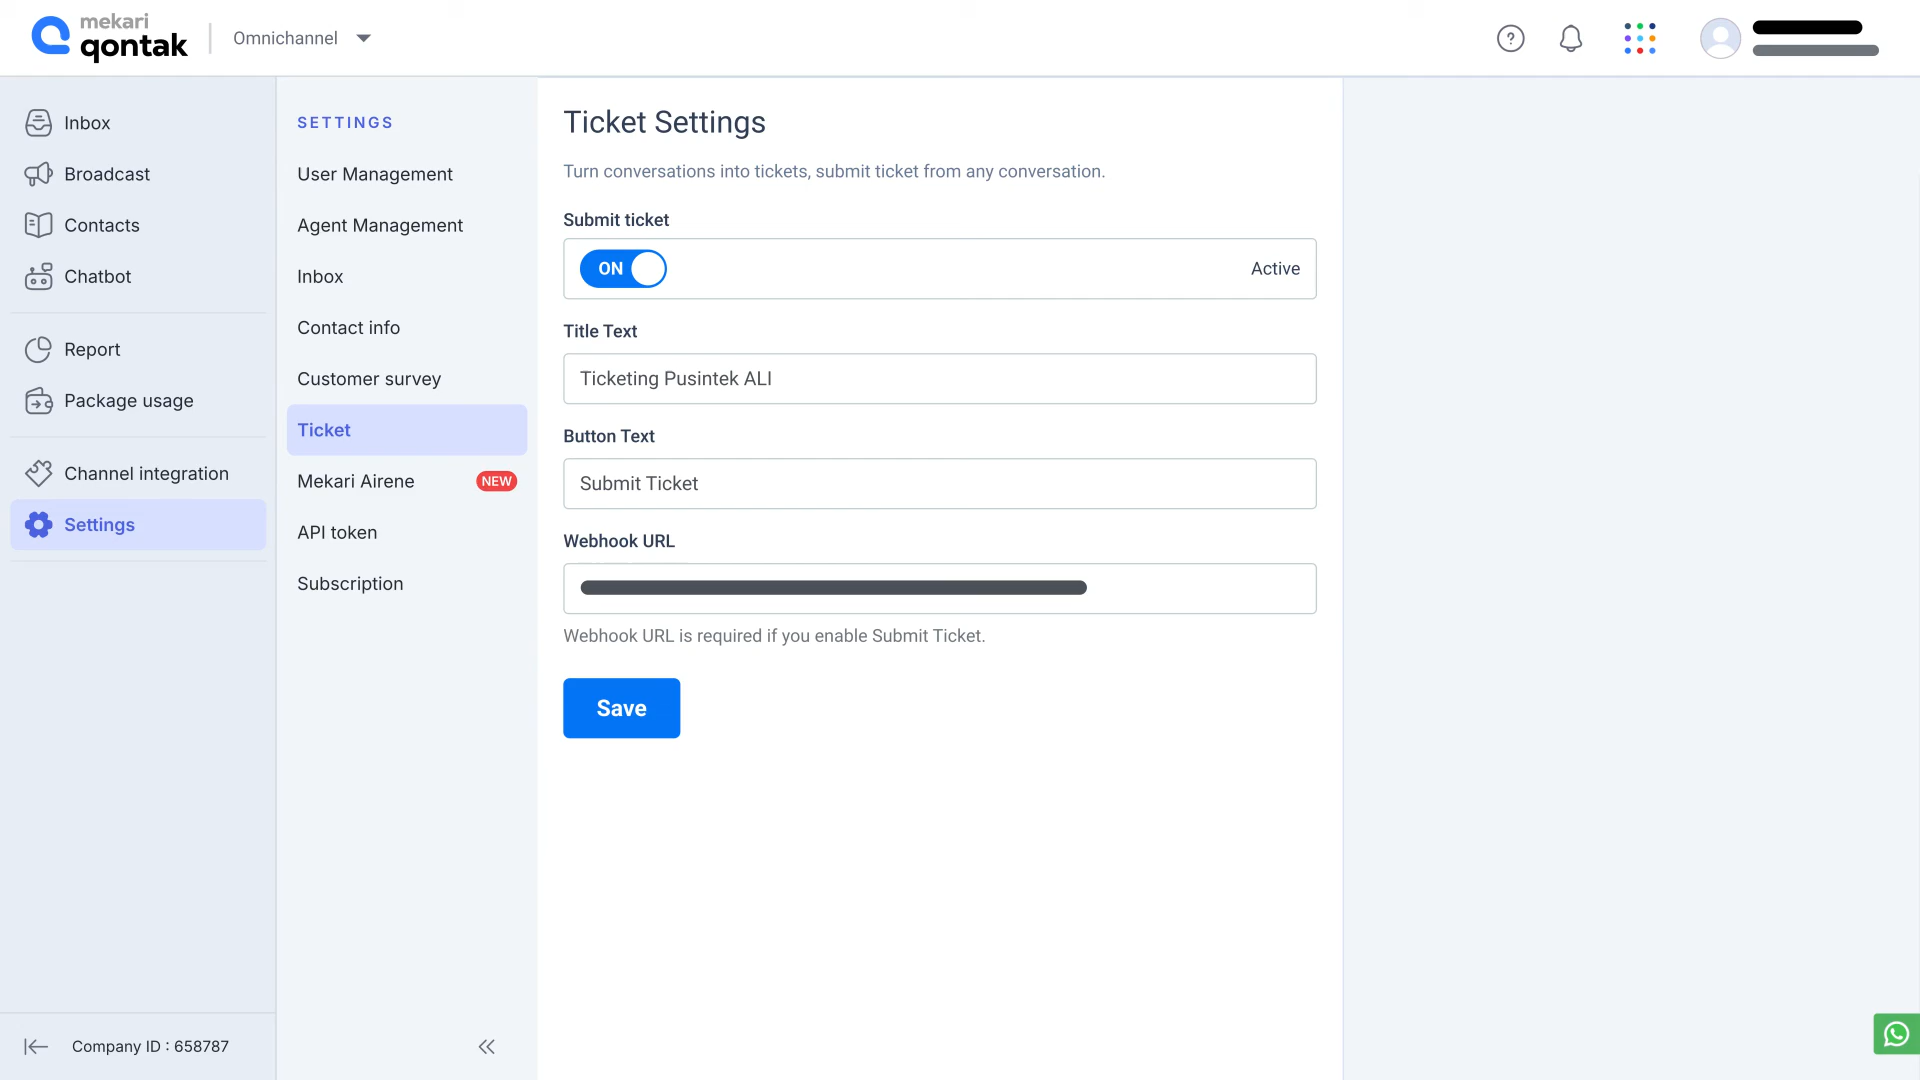 mekari
qontak
Omnichannel
Inbox
Broadcast
Contacts
Chatbot
Report
Package usage
Channel integration
Settings
Company ID : 658787
SETTINGS
User Management
Agent Management
Inbox
Contact info
Customer survey
Ticket
Mekari Airene NEW
API token
Subscription
Ticket Settings
Turn conversations into tickets, submit ticket from any conversation.
Submit ticket
ON Active
Title Text
Ticketing Pusintek ALI
Button Text
Submit Ticket
Webhook URL
Webhook URL is required if you enable Submit Ticket.
Save